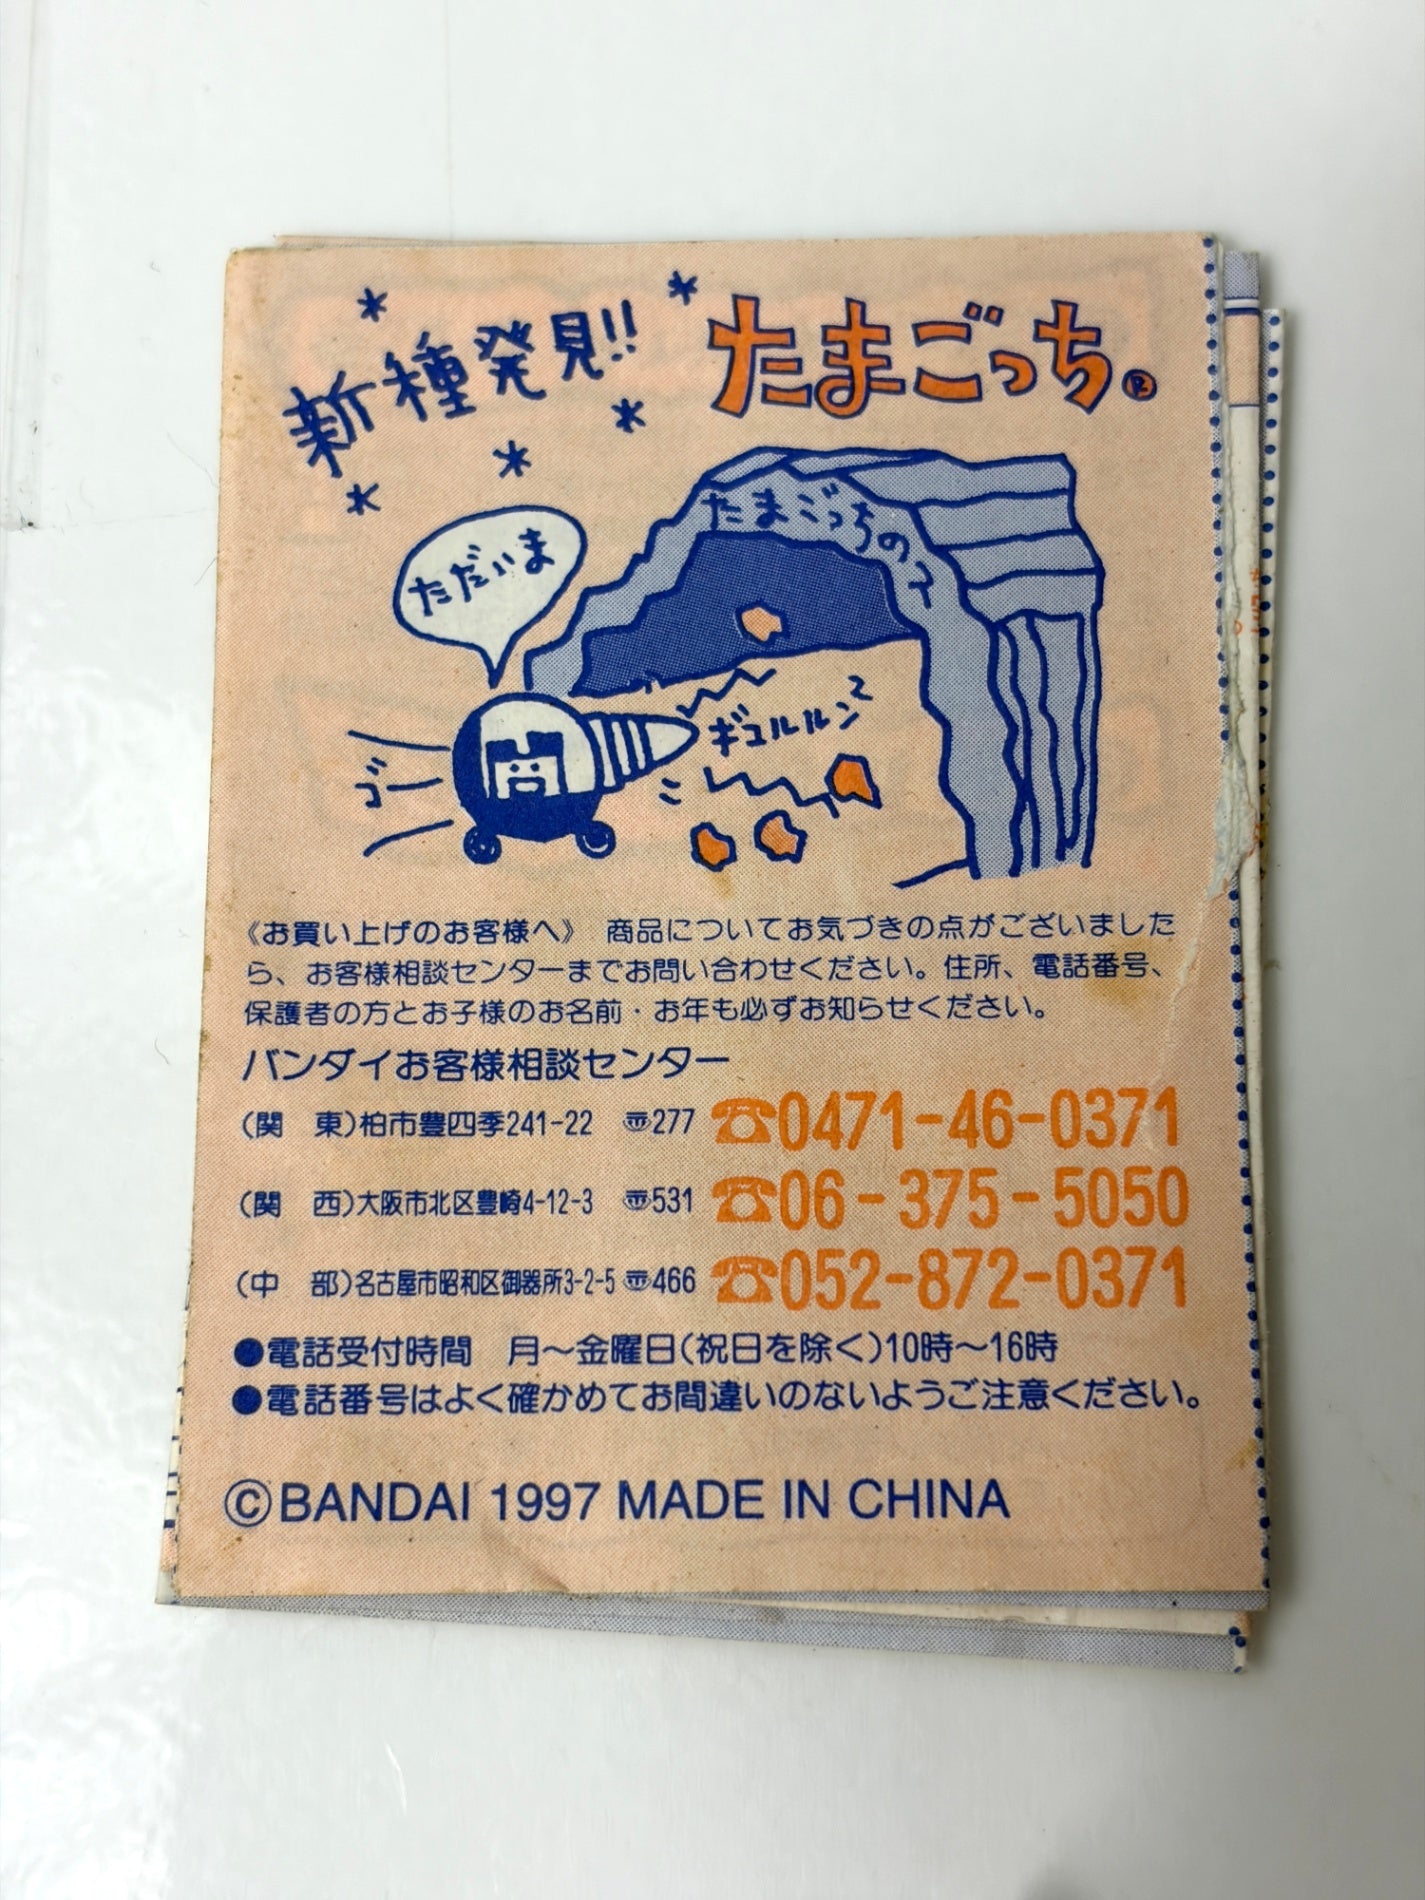 新種発見!!
たまごっち®
たまごっちの
ただいま
ギュルルン
ゴー
《お買い上げのお客様へ》 商品についてお気づきの点がございました
ら、お客様相談センターまでお問い合わせください。住所、電話番号、
保護者の方とお子様のお名前・お年も必ずお知らせください。
バンダイお客様相談センター
(関 東)柏市豊四季241-22 〠277 ☎0471-46-0371
(関 西)大阪市北区豊崎4-12-3 〠531 ☎06-375-5050
(中 部)名古屋市昭和区御器所3-2-5 〠466 ☎052-872-0371
●電話受付時間 月〜金曜日(祝日を除く)10時〜16時
●電話番号はよく確かめてお間違いのないようご注意ください。
©BANDAI 1997 MADE IN CHINA